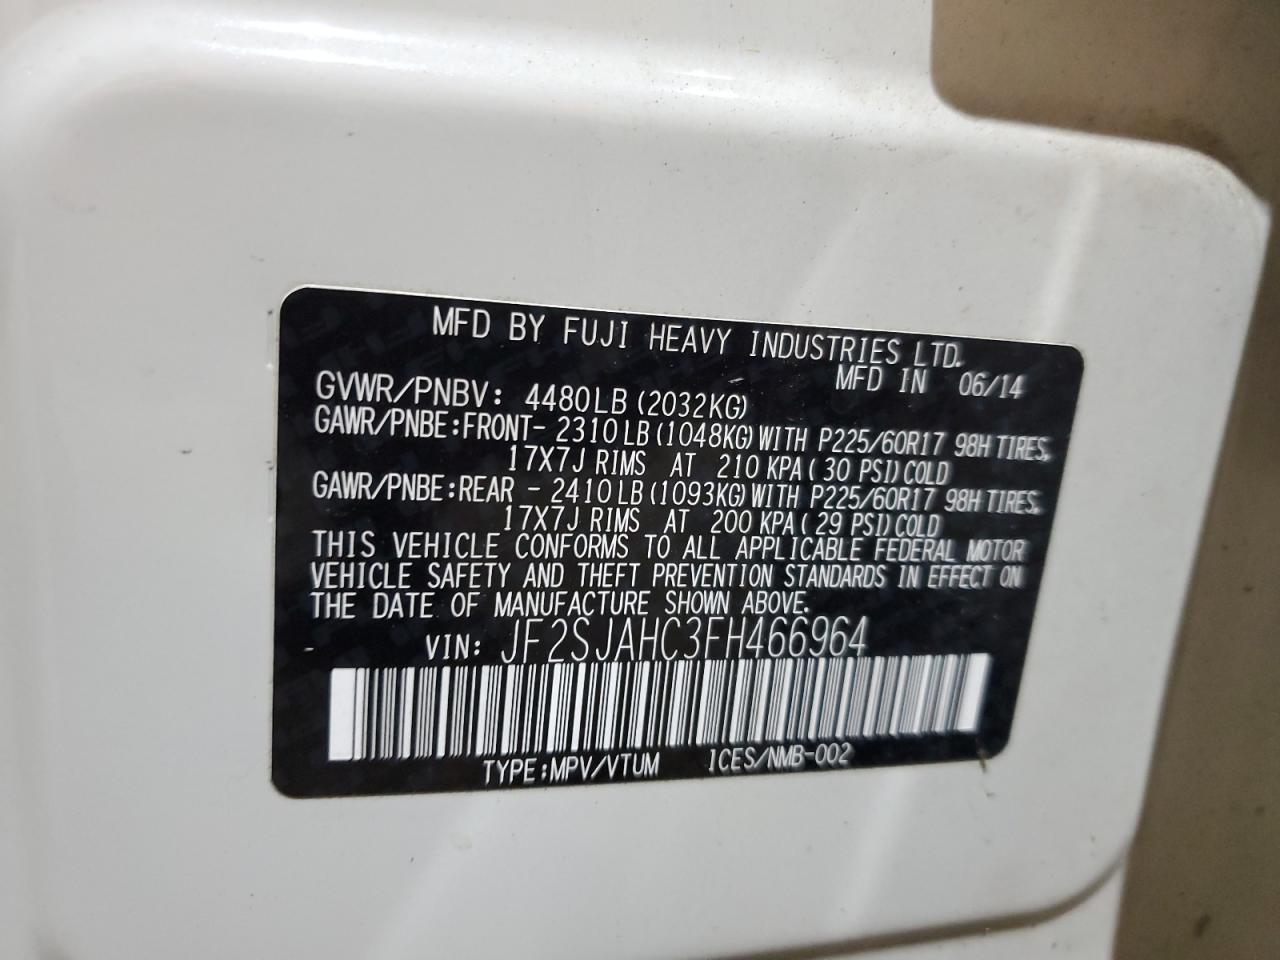 MFD BY FUJI HEAVY INDUSTRIES LTD.
MFD IN 06/14
GVWR/PNBV: 4480LB (2032KG)
GAWR/PNBE:FRONT- 2310LB(1048KG)WITH P225/60R17 98H TIRES,
17X7J RIMS AT 210 KPA( 30 PSI)COLD
GAWR/PNBE:REAR - 2410LB(1093KG)WITH P225/60R17 98H TIRES,
17X7J RIMS AT 200 KPA( 29 PSI)COLD
THIS VEHICLE CONFORMS TO ALL APPLICABLE FEDERAL MOTOR
VEHICLE SAFETY AND THEFT PREVENTION STANDARDS IN EFFECT ON
THE DATE OF MANUFACTURE SHOWN ABOVE.
VIN: JF2SJAHC3FH466964
TYPE:MPV/VTUM ICES/NMB-002